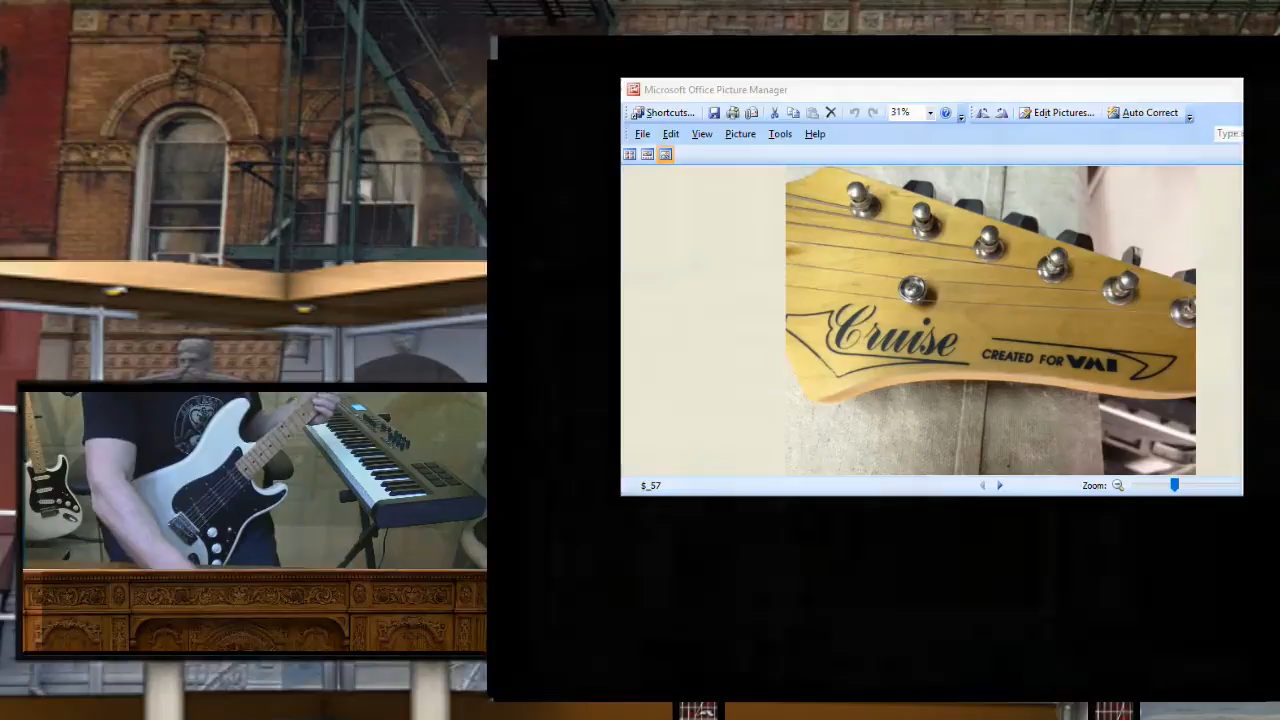 Microsoft Office Picture Manager
Shortcuts... 31% Edit Pictures... Auto Correct
File Edit View Picture Tools Help
Type
Cruise
CREATED FOR VMI
$_57 Zoom: